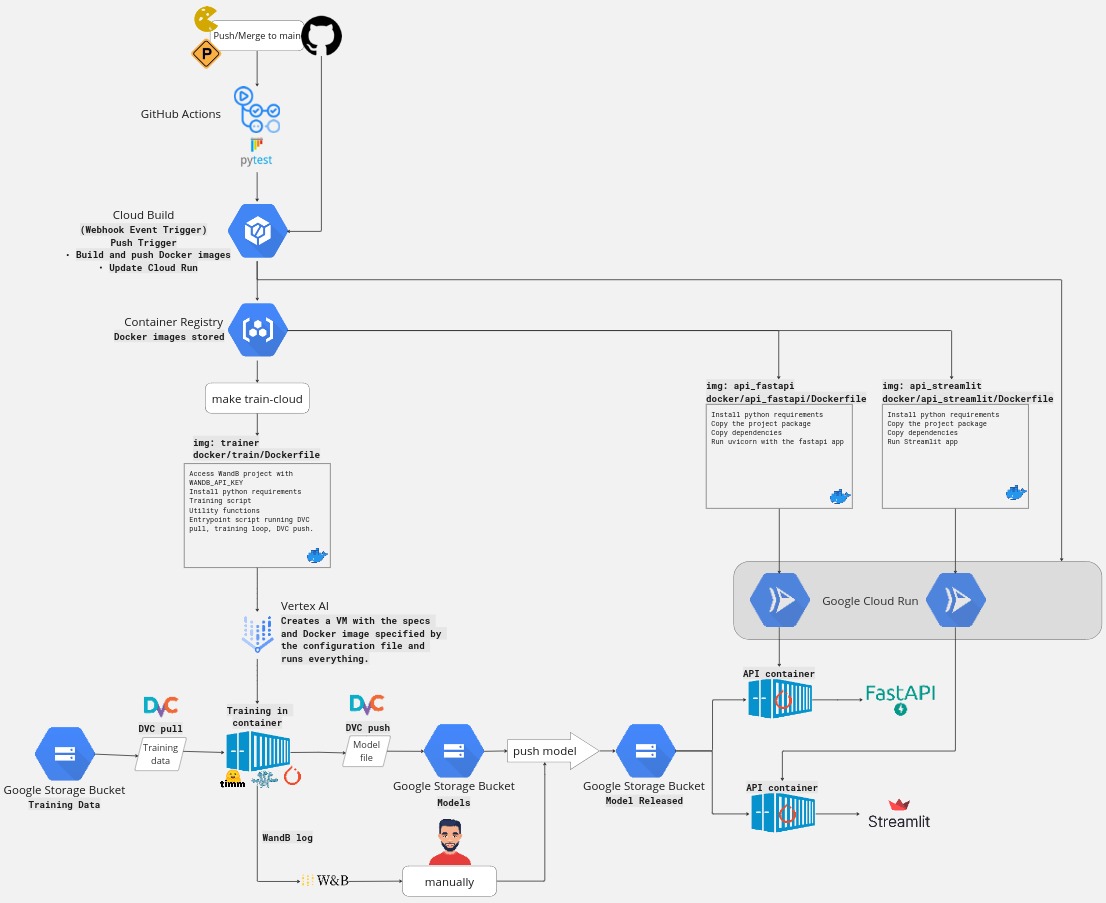 Push/Merge to main
P
GitHub Actions
pytest
Cloud Build
(Webhook Event Trigger)
Push Trigger
· Build and push Docker images
· Update Cloud Run
Container Registry
Docker images stored
make train-cloud
img: trainer
docker/train/Dockerfile
Access WandB project with
WANDB_API_KEY
Install python requirements
Training script
Utility functions
Entrypoint script running DVC
pull, training loop, DVC push.
img: api_fastapi
docker/api_fastapi/Dockerfile
Install python requirements
Copy the project package
Copy dependencies
Run uvicorn with the fastapi app
img: api_streamlit
docker/api_streamlit/Dockerfile
Install python requirements
Copy the project package
Copy dependencies
Run Streamlit app
Google Cloud Run
Vertex AI
Creates a VM with the specs
and Docker image specified by
the configuration file and
runs everything.
DVC
DVC pull
Training
data
Google Storage Bucket
Training Data
Training in
container
timm
DVC
DVC push
Model
file
Google Storage Bucket
Models
push model
Google Storage Bucket
Model Released
API container
FastAPI
API container
Streamlit
WandB log
W&B
manually